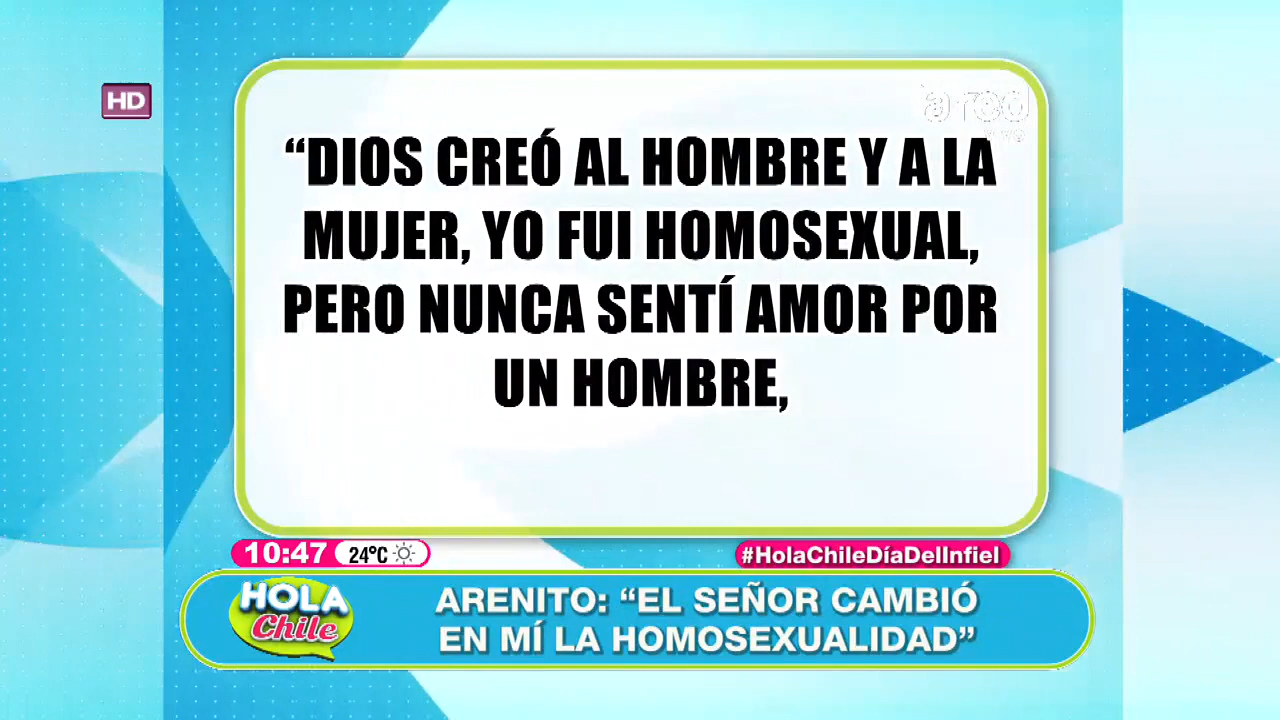 HD
la red
“DIOS CREÓ AL HOMBRE Y A LA
MUJER, YO FUI HOMOSEXUAL,
PERO NUNCA SENTÍ AMOR POR
UN HOMBRE,
10:47 24°C
#HolaChileDíaDelInfiel
HOLA
Chile
ARENITO: “EL SEÑOR CAMBIÓ
EN MÍ LA HOMOSEXUALIDAD”